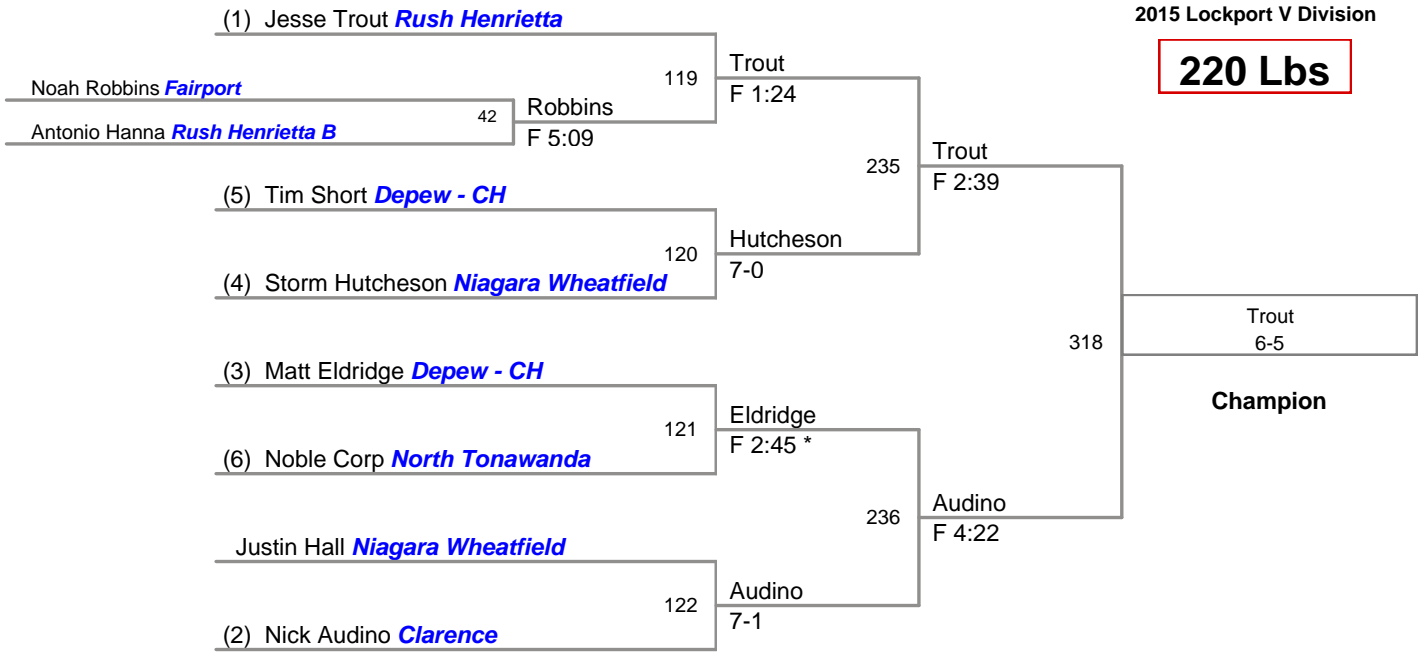 2015 Lockport V Division
220 Lbs
(1) Jesse Trout Rush Henrietta
Noah Robbins Fairport
42
Antonio Hanna Rush Henrietta B
Robbins
F 5:09
119
Trout
F 1:24
(5) Tim Short Depew - CH
120
(4) Storm Hutcheson Niagara Wheatfield
Hutcheson
7-0
235
Trout
F 2:39
(3) Matt Eldridge Depew - CH
121
(6) Noble Corp North Tonawanda
Eldridge
F 2:45 *
Justin Hall Niagara Wheatfield
122
(2) Nick Audino Clarence
Audino
7-1
236
Audino
F 4:22
318
Trout
6-5
Champion